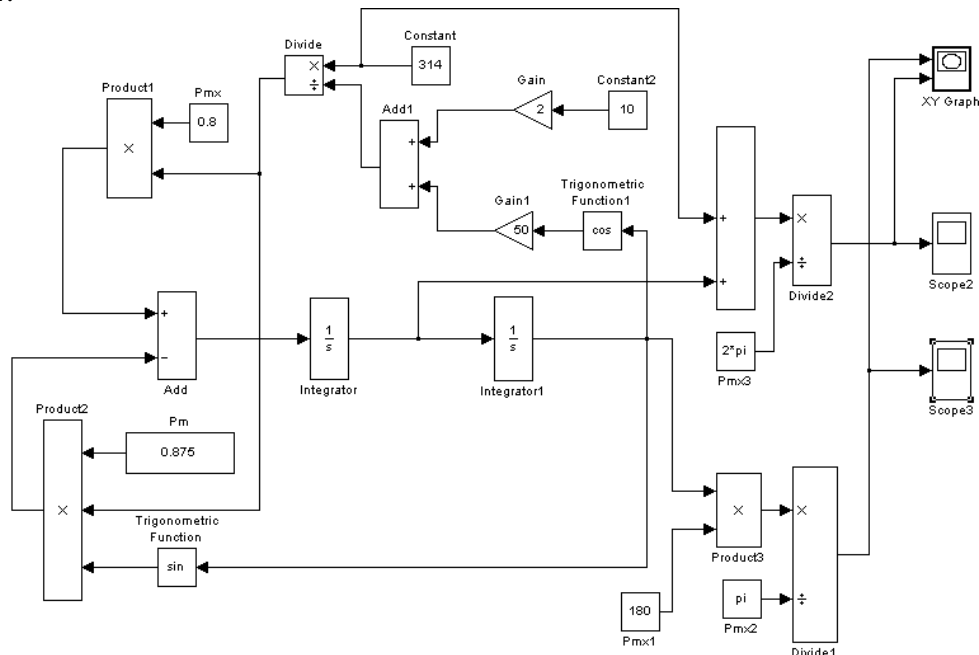 Divide
Constant
314
×
÷
Product1
Pmx
0.8
×
Gain
2
Constant2
10
Add1
+
+
Gain1
50
Trigonometric
Function1
cos
XY Graph
+
+
×
÷
Divide2
Scope2
2*pi
Pmx3
Scope3
+
−
Add
1
s
Integrator
1
s
Integrator1
Product2
Pm
0.875
×
Trigonometric
Function
sin
×
Product3
180
Pmx1
pi
Pmx2
×
÷
Divide1